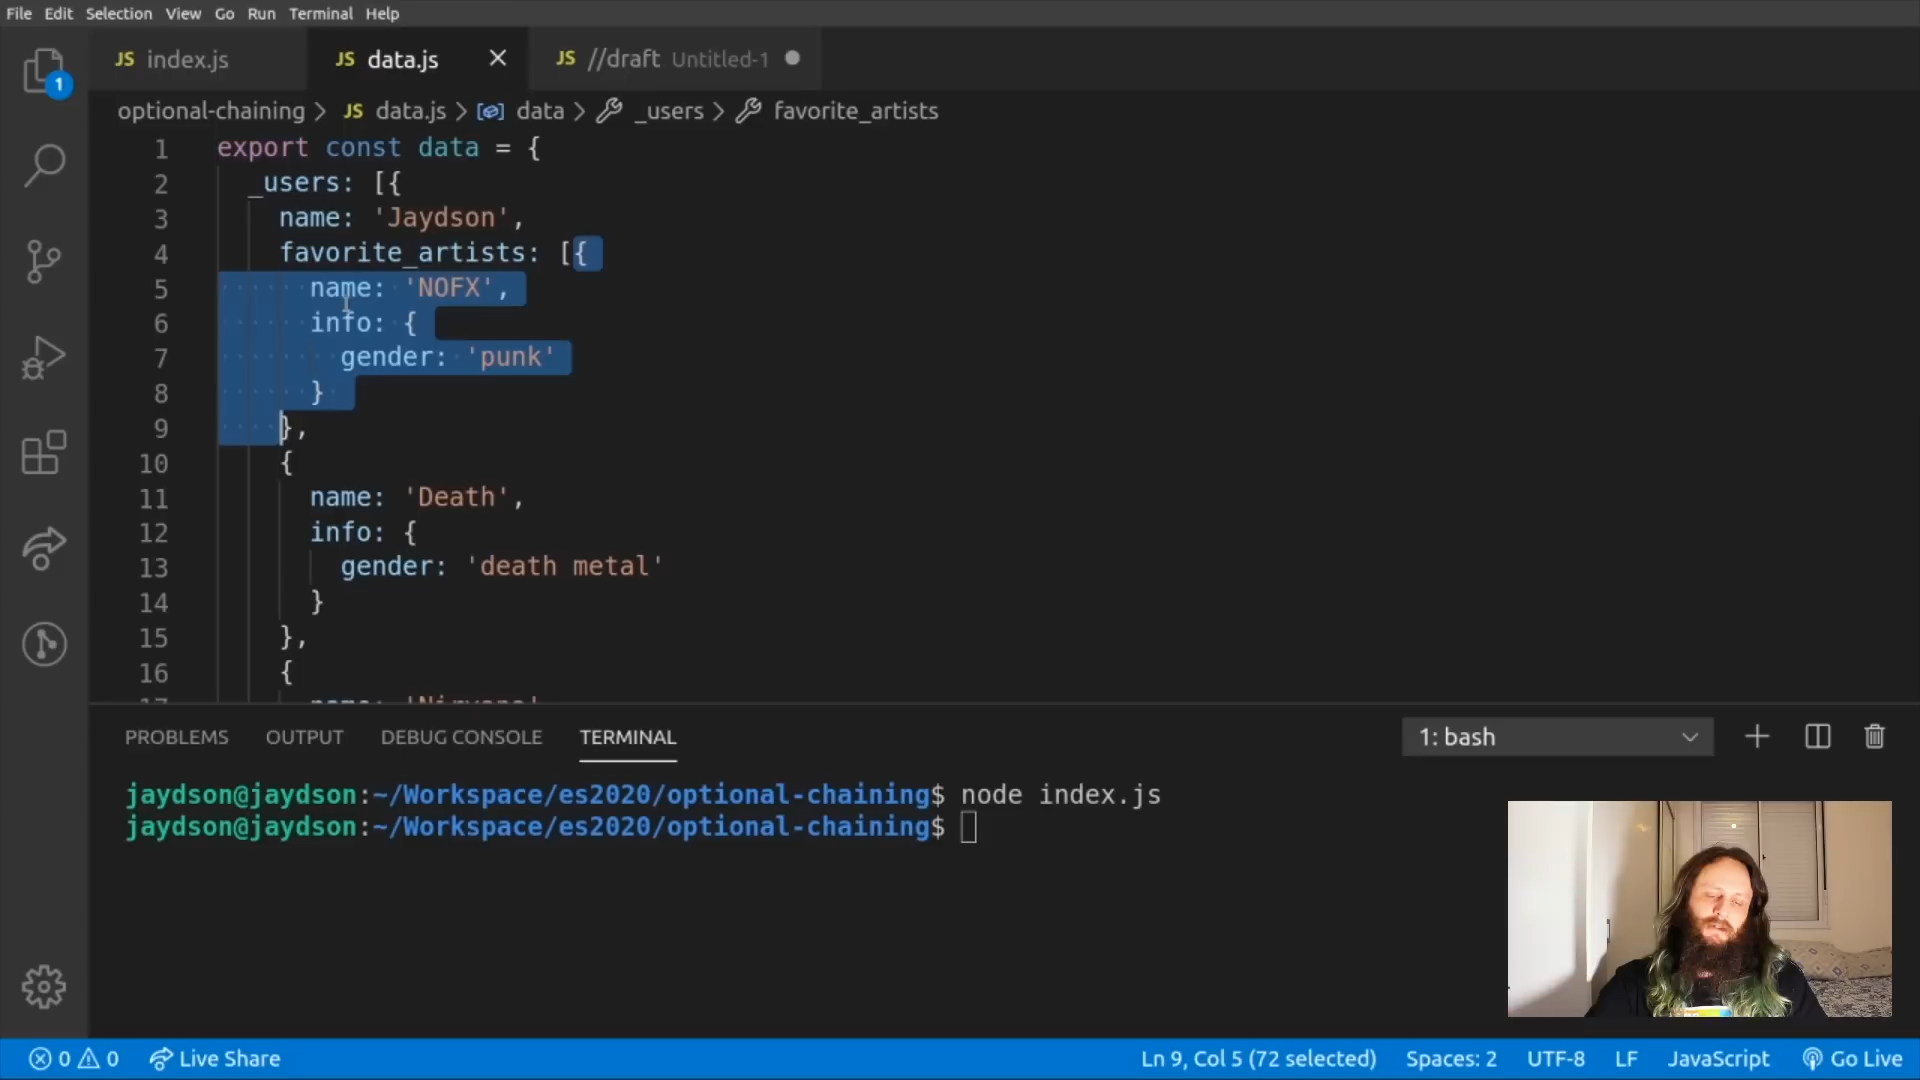 File Edit Selection View Go Run Terminal Help
JS index.js JS data.js JS //draft Untitled-1
1
optional-chaining > JS data.js > data > _users > favorite_artists
1 export const data = {
2 _users: [{
3 name: 'Jaydson',
4 favorite_artists: [{
5 name: 'NOFX',
6 info: {
7 gender: 'punk'
8 }
9 },
10 {
11 name: 'Death',
12 info: {
13 gender: 'death metal'
14 }
15 },
16 {
17 name: 'Nirvana'
PROBLEMS OUTPUT DEBUG CONSOLE TERMINAL 1: bash
jaydson@jaydson:~/Workspace/es2020/optional-chaining$ node index.js
jaydson@jaydson:~/Workspace/es2020/optional-chaining$
0 0 Live Share Ln 9, Col 5 (72 selected) Spaces: 2 UTF-8 LF JavaScript Go Live